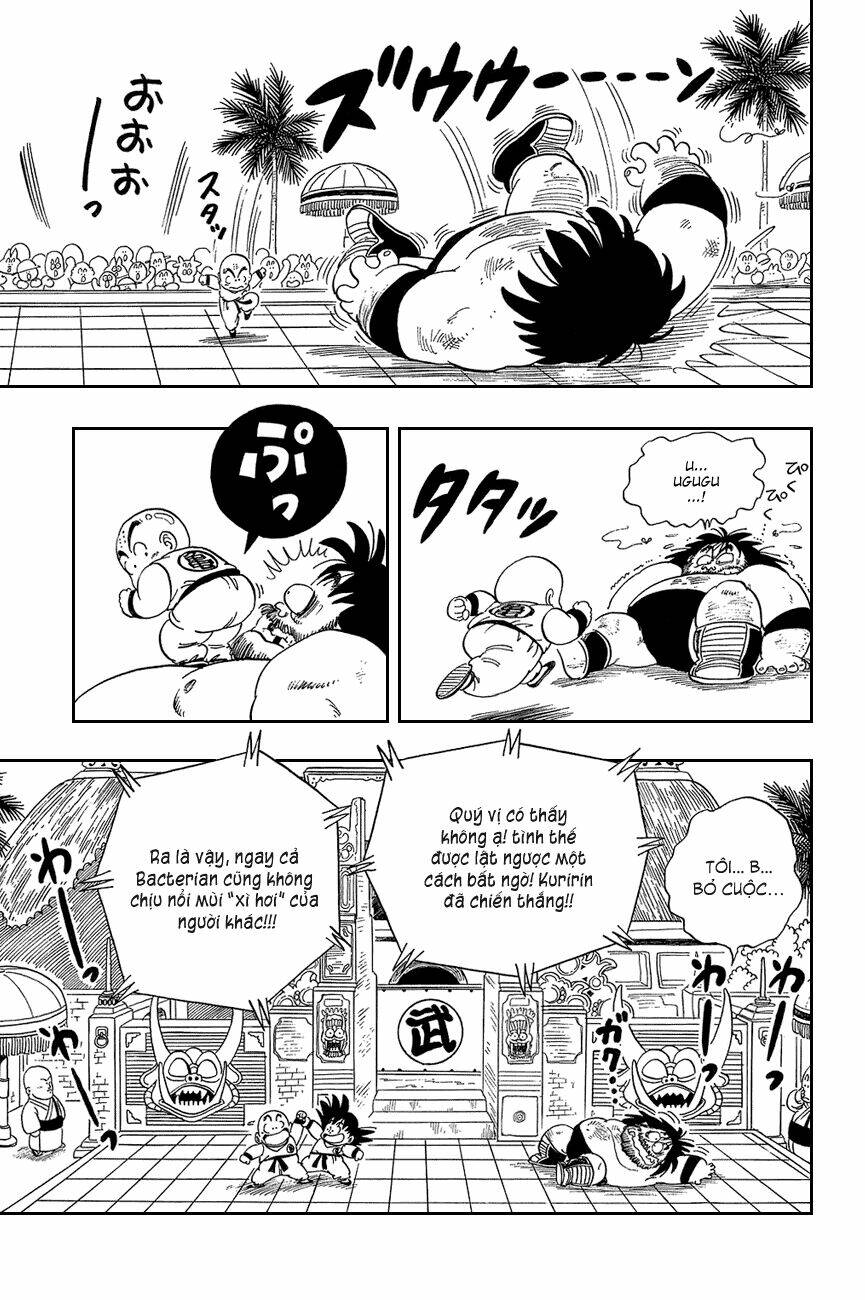 ズウウーーーーン
おおお
ーっ
スタッ
U...
UGUGU
...!
ぴくぴく
タタッ
ぷっ
亀
TÔI... B...
BỎ CUỘC...
Quý vị có thấy
không ạ! tình thế
được lật ngược một
cách bất ngờ! Kuririn
đã chiến thắng!!
Ra là vậy, ngay cả
Bacterian cũng không
chịu nổi mùi "xì hơi" của
người khác!!!
わーっ
わーっ
ガク...
武
わーっ
わーっ